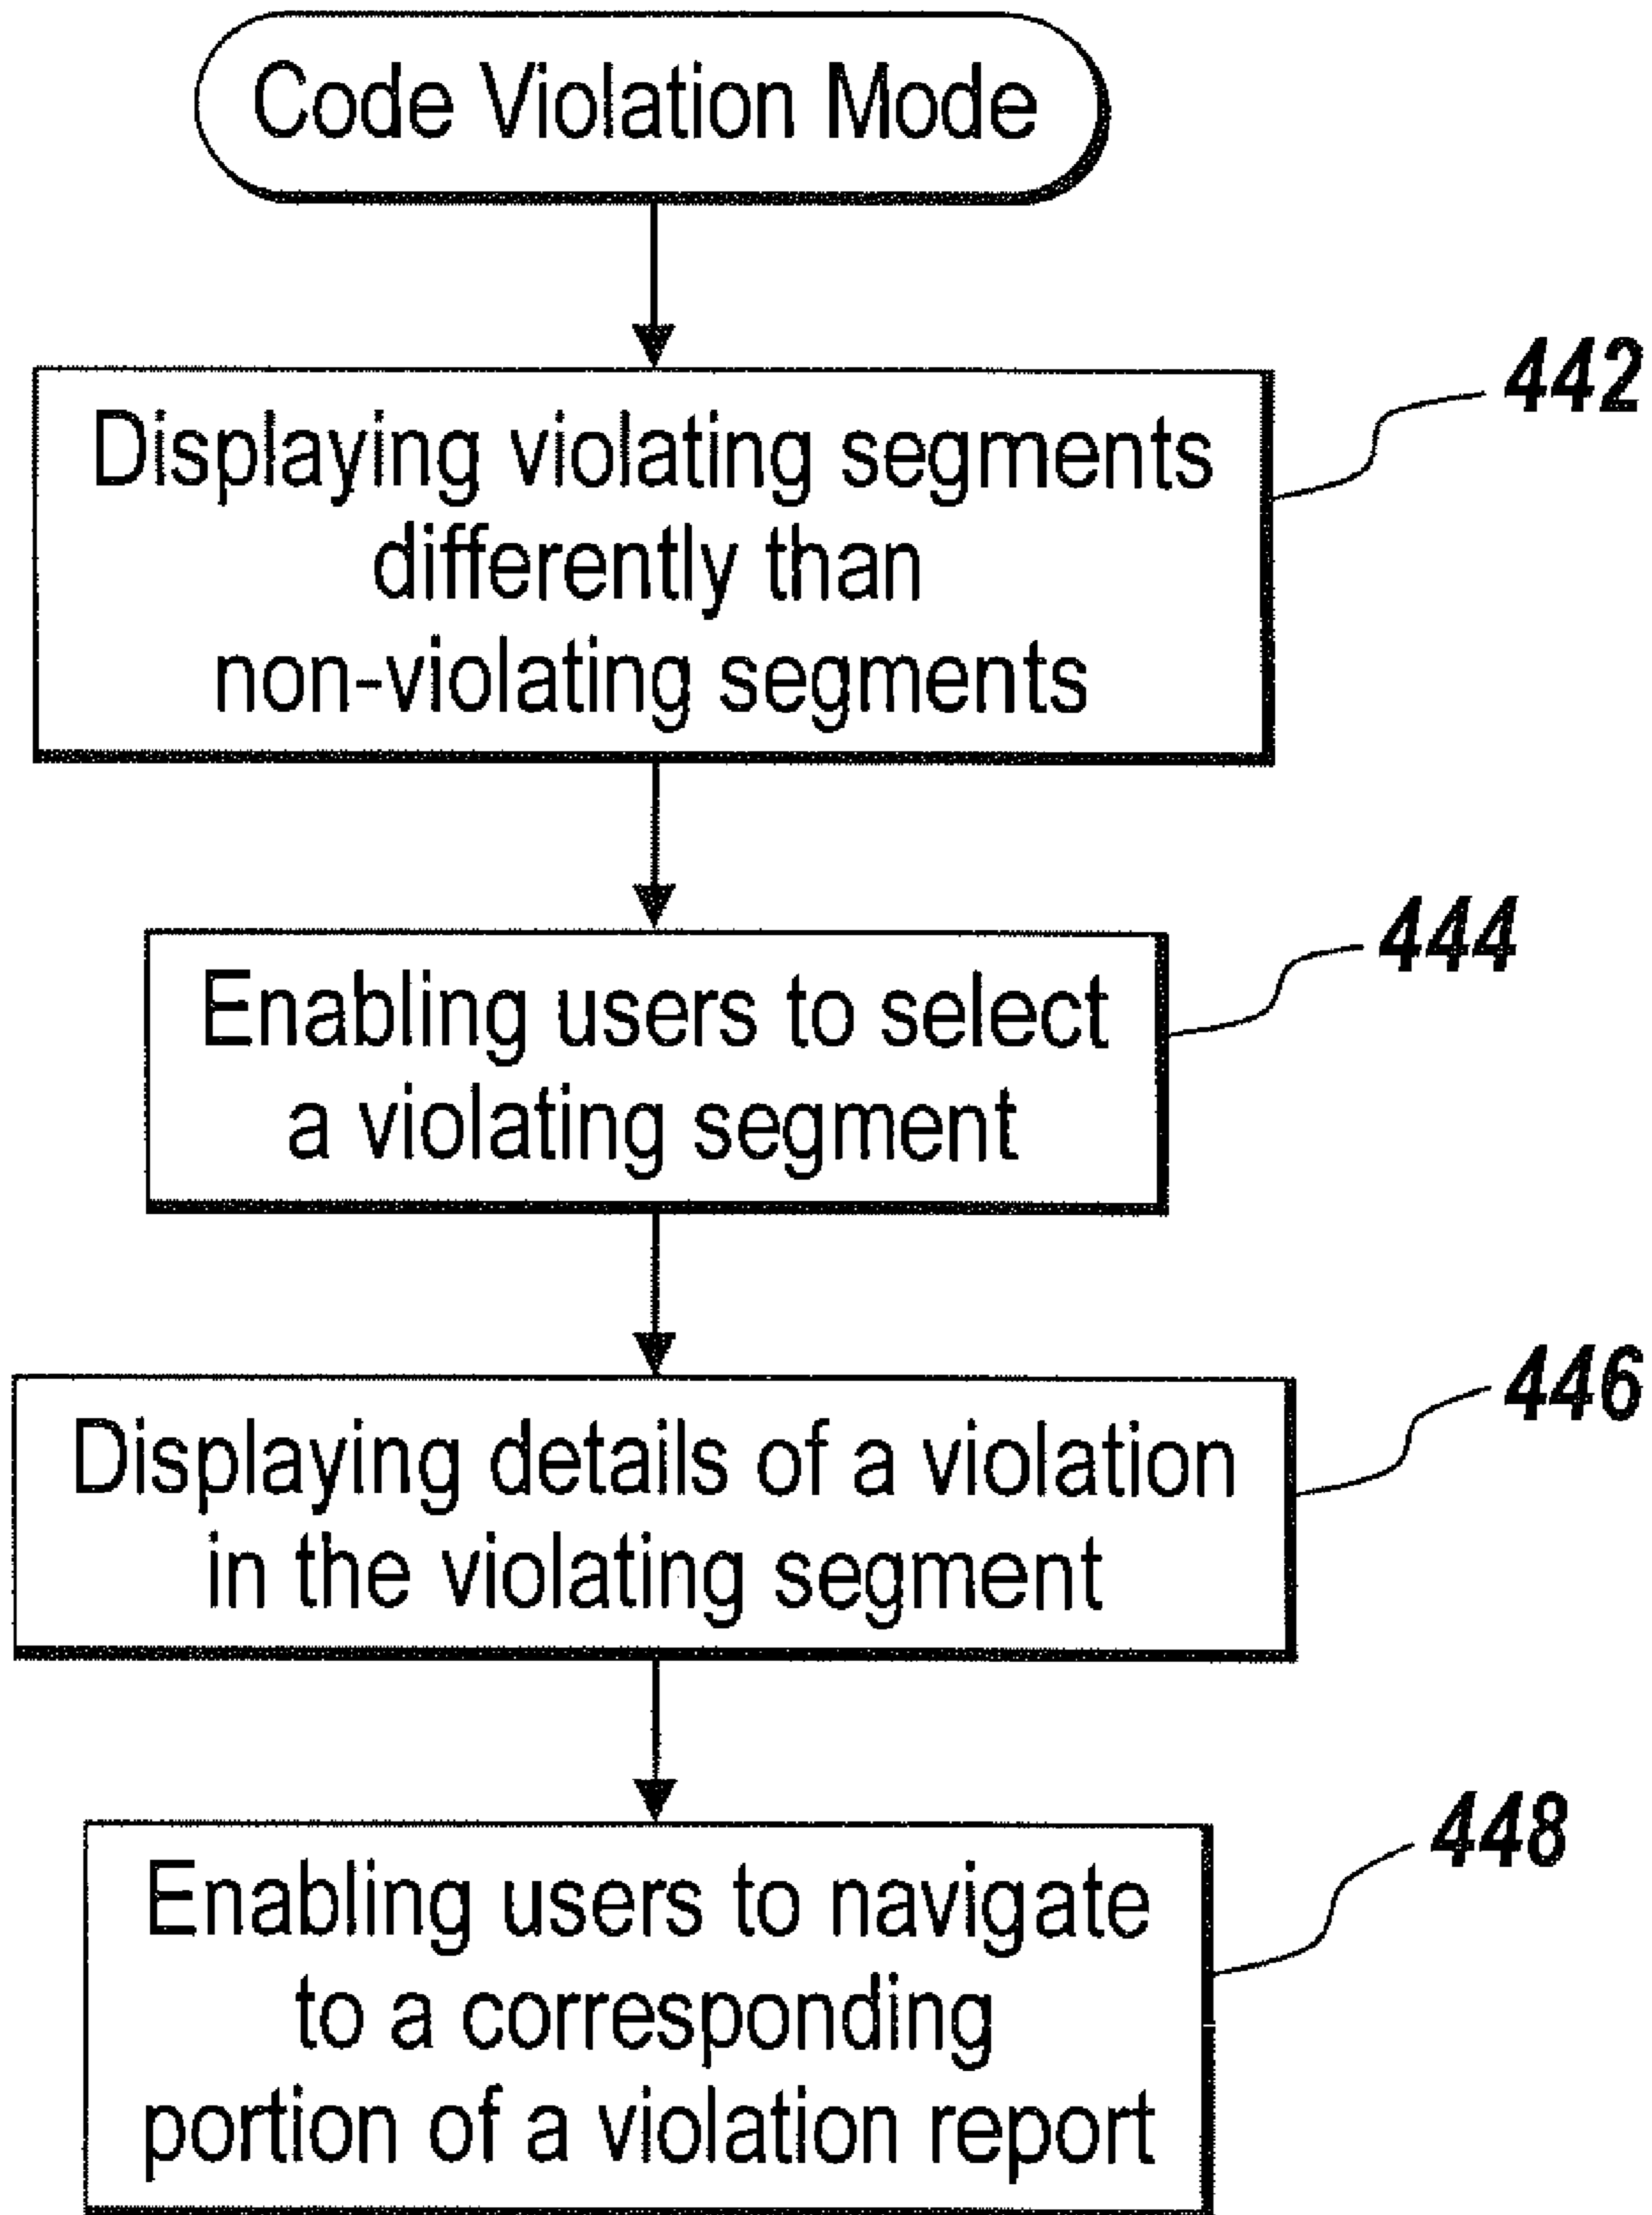 Code Violation Mode
442
Displaying violating segments
differently than
non-violating segments
444
Enabling users to select
a violating segment
446
Displaying details of a violation
in the violating segment
448
Enabling users to navigate
to a corresponding
portion of a violation report